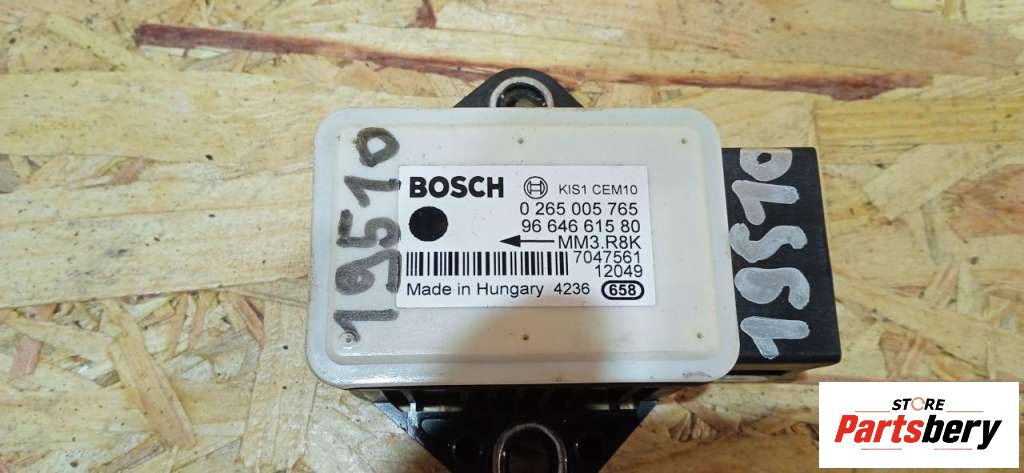 19510
BOSCH KIS1 CEM10
0 265 005 765
96 646 615 80
MM3.R8K
7047561
12049
Made in Hungary 4236 658
19510
STORE
Partsbery